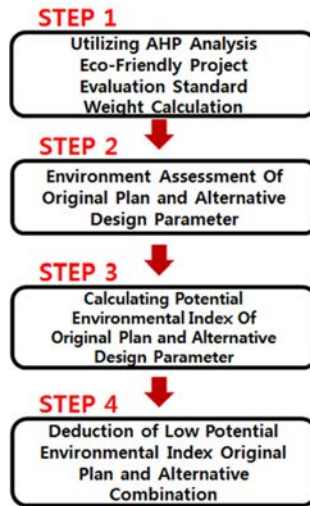 STEP 1
Utilizing AHP Analysis
Eco-Friendly Project
Evaluation Standard
Weight Calculation
STEP 2
Environment Assessment Of
Original Plan and Alternative
Design Parameter
STEP 3
Calculating Potential
Environmental Index Of
Original Plan and Alternative
Design Parameter
STEP 4
Deduction of Low Potential
Environmental Index Original
Plan and Alternative
Combination